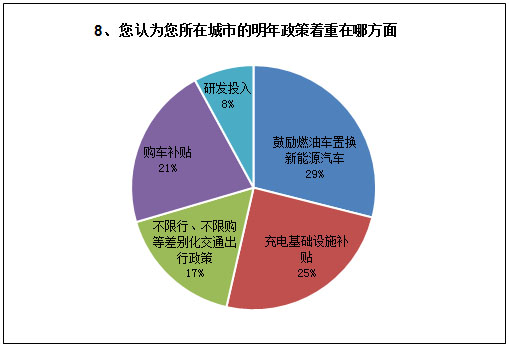 8、您认为您所在城市的明年政策着重在哪方面
研发投入
8%
鼓励燃油车置换
新能源汽车
29%
购车补贴
21%
不限行、不限购
等差别化交通出
行政策
17%
充电基础设施补
贴
25%